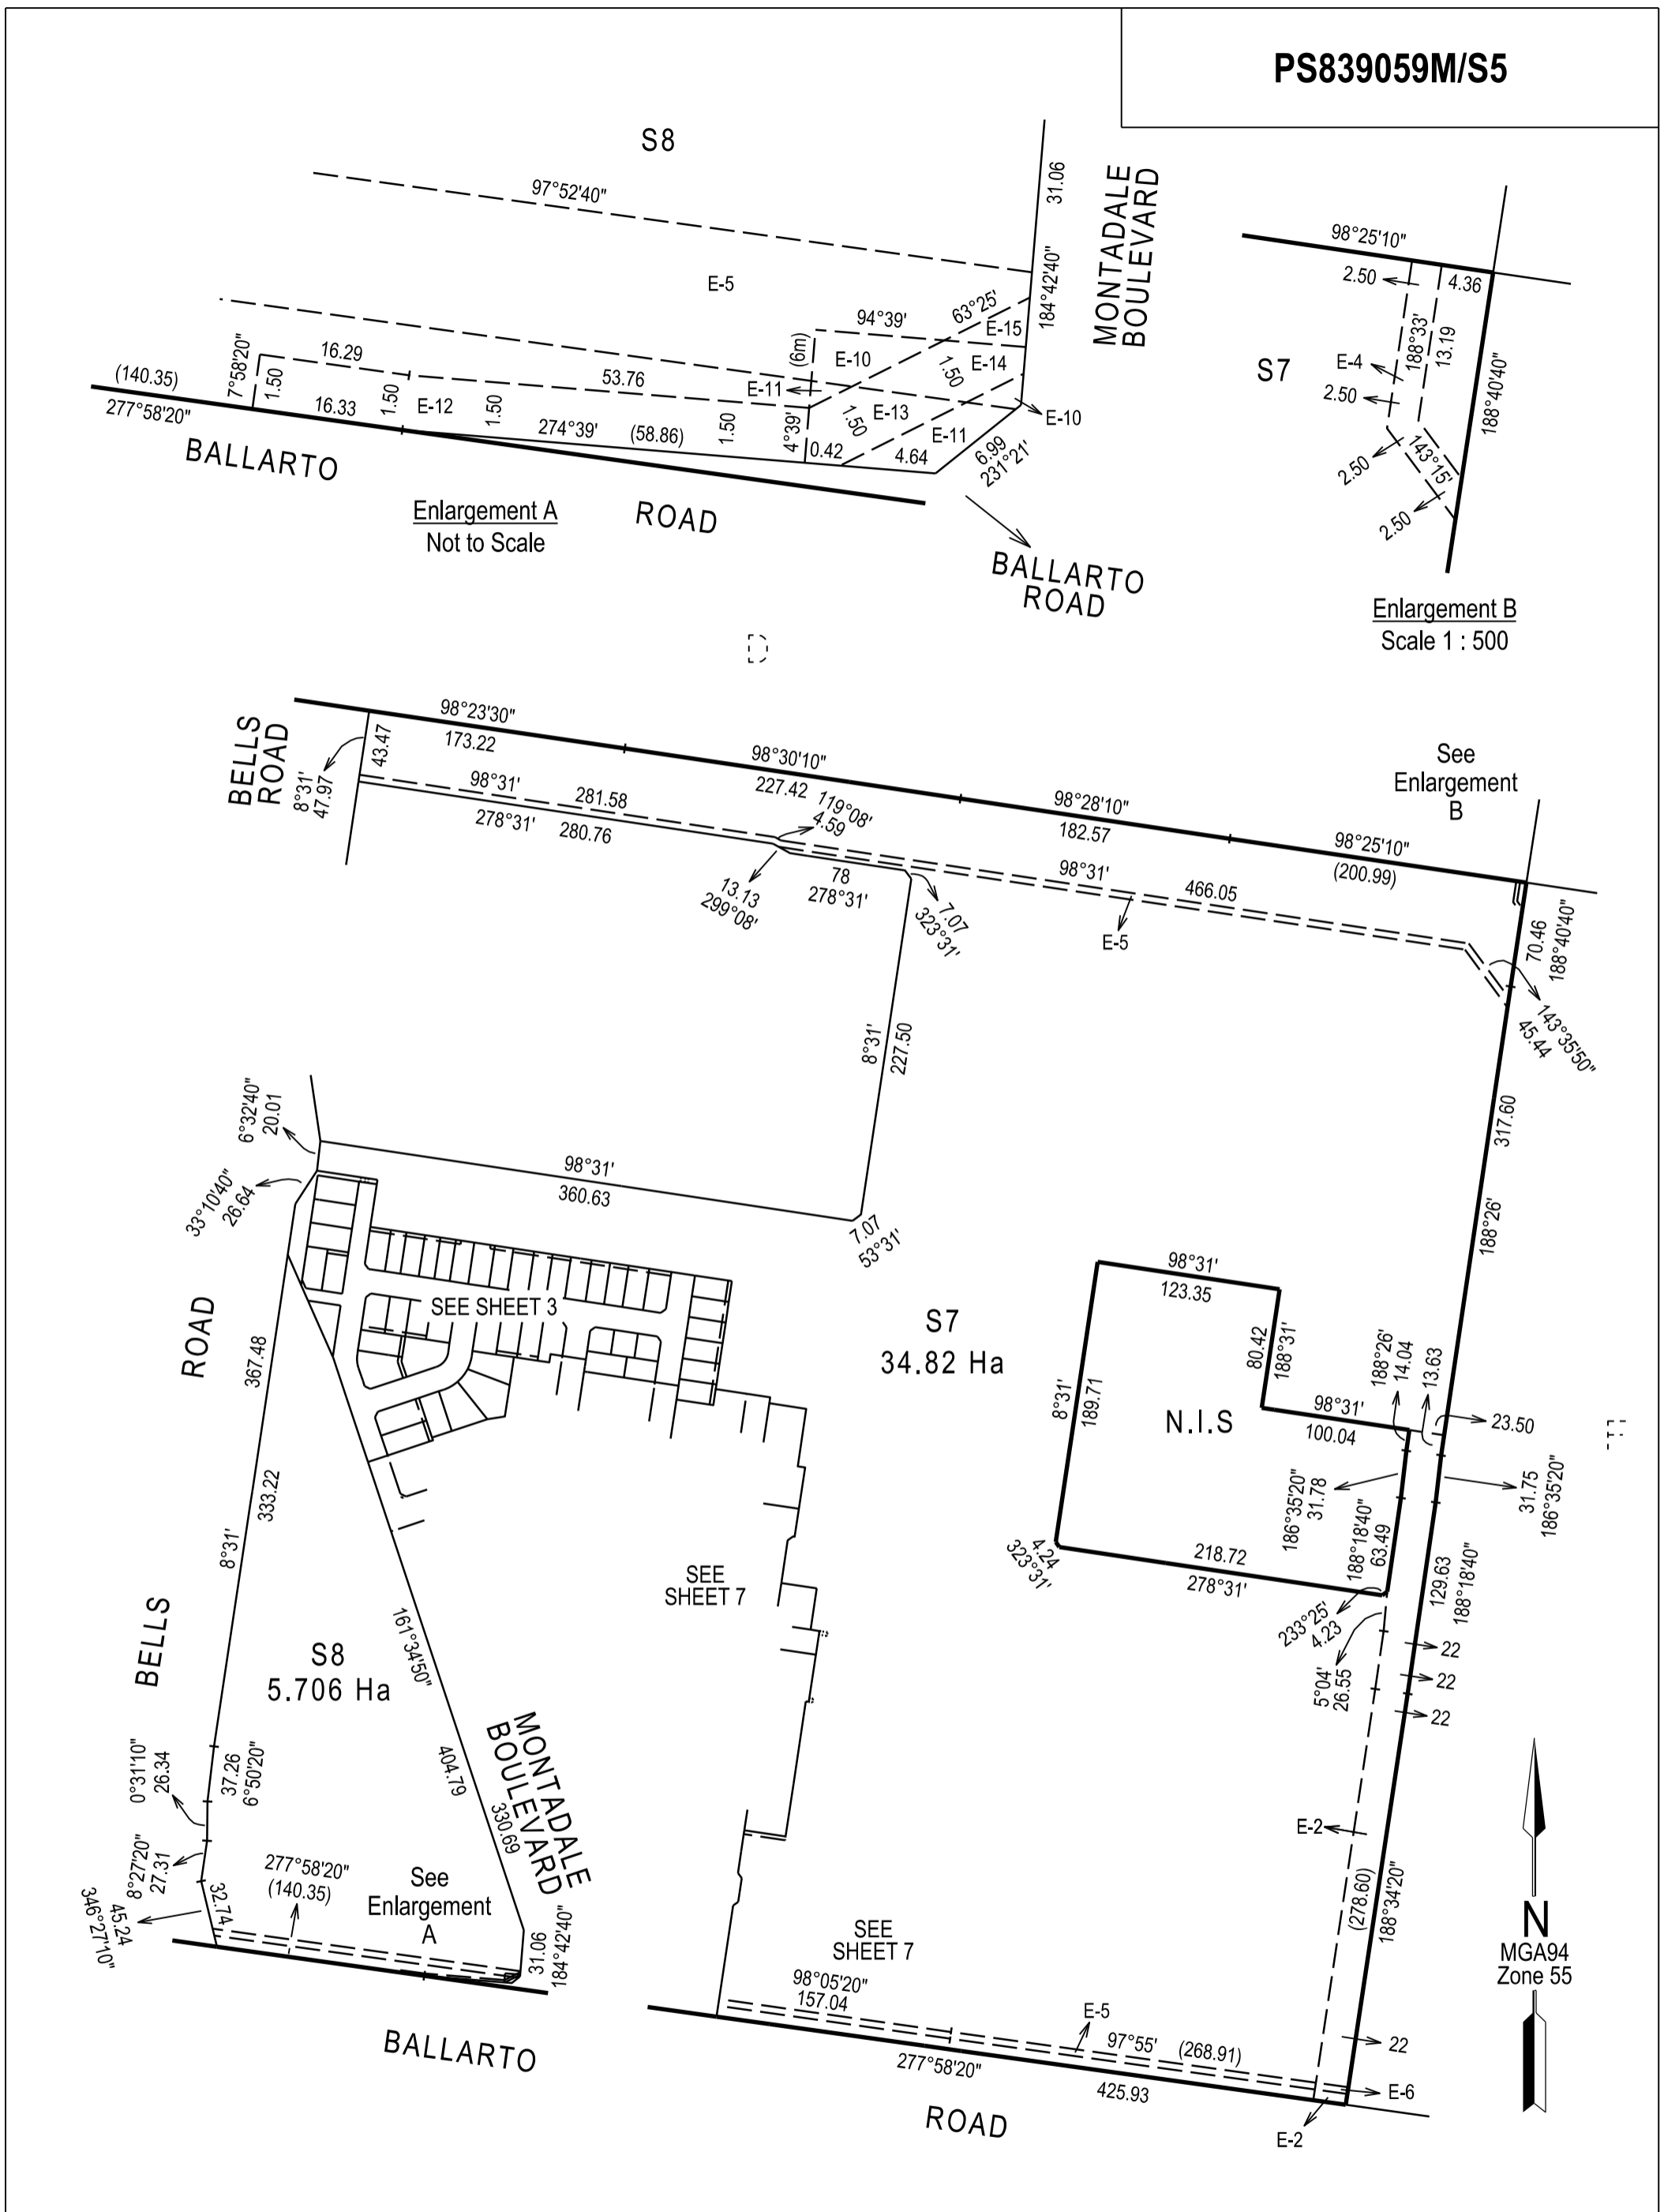 PS839059M/S5
S8
97°52'40"
E-5
31.06
184°42'40"
MONTADALE
BOULEVARD
63°25'
94°39'
E-15
(6m)
E-10
E-14
1.50
16.29
53.76
E-11
7°58'20"
1.50
(140.35)
277°58'20"
16.33
1.50
E-12
1.50
274°39'
(58.86)
1.50
4°39'
1.50
E-13
E-11
E-10
0.42
4.64
6.99
231°21'
BALLARTO
ROAD
Enlargement A
Not to Scale
BALLARTO
ROAD
98°25'10"
2.50
4.36
S7
E-4
188°33'
13.19
2.50
188°40'40"
143°15'
2.50
2.50
Enlargement B
Scale 1 : 500
BELLS
ROAD
8°31'
47.97
43.47
98°23'30"
173.22
98°30'10"
227.42
98°28'10"
182.57
98°25'10"
(200.99)
See
Enlargement
B
98°31'
281.58
278°31'
280.76
119°08'
4.59
13.13
299°08'
78
278°31'
7.07
323°31'
98°31'
466.05
E-5
70.46
188°40'40"
143°35'50"
45.44
8°31'
227.50
317.60
188°26'
6°32'40"
20.01
33°10'40"
26.64
98°31'
360.63
7.07
53°31'
SEE SHEET 3
ROAD
367.48
333.22
8°31'
BELLS
S7
34.82 Ha
98°31'
123.35
80.42
188°31'
8°31'
189.71
N.I.S
98°31'
100.04
188°26'
14.04
13.63
23.50
186°35'20"
31.78
31.75
186°35'20"
188°18'40"
63.49
4.24
323°31'
218.72
278°31'
233°25'
4.23
5°04'
26.55
129.63
188°18'40"
22
22
22
SEE
SHEET 7
161°34'50"
404.79
330.69
MONTADALE
BOULEVARD
S8
5.706 Ha
0°31'10"
26.34
37.26
6°50'20"
8°27'20"
27.31
32.74
45.24
346°27'10"
277°58'20"
(140.35)
See
Enlargement
A
31.06
184°42'40"
E-2
(278.60)
188°34'20"
SEE
SHEET 7
98°05'20"
157.04
E-5
97°55'
(268.91)
22
277°58'20"
425.93
E-6
E-2
BALLARTO
ROAD
N
MGA94
Zone 55